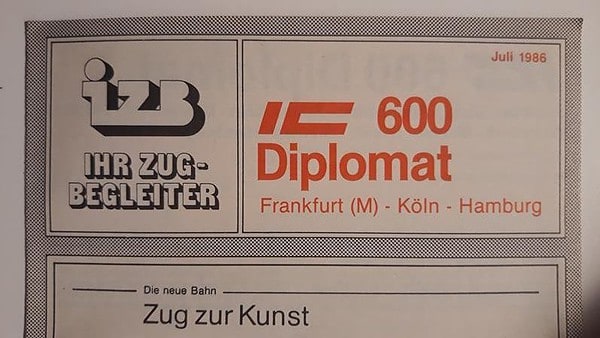 Juli 1986
izB
IHR ZUG-
BEGLEITER
IC 600
Diplomat
Frankfurt (M) - Köln - Hamburg
Die neue Bahn
Zug zur Kunst